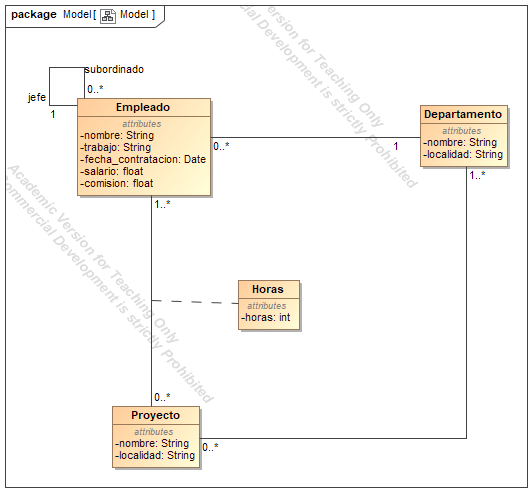 package Model [ Model ]
subordinado
jefe
0..*
1
Empleado
attributes
-nombre: String
-trabajo: String
-fecha_contratacion: Date
-salario: float
-comision: float
0..*
1
Departamento
attributes
-nombre: String
-localidad: String
1..*
1..*
Horas
attributes
-horas: int
0..*
Proyecto
attributes
-nombre: String
-localidad: String
0..*
Version for Teaching Only
Development is strictly Prohibited
Academic Version for Teaching Only
Commercial Development is strictly Prohibited